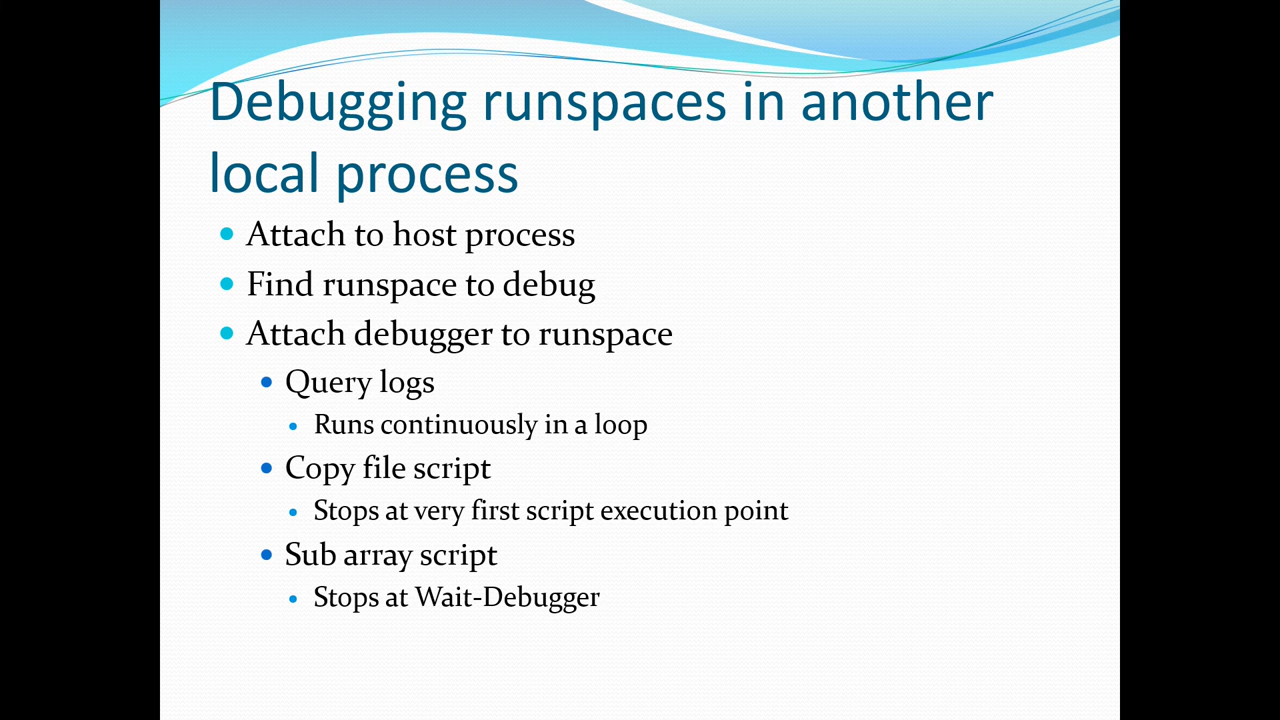 Debugging runspaces in another
local process
Attach to host process
Find runspace to debug
Attach debugger to runspace
Query logs
Runs continuously in a loop
Copy file script
Stops at very first script execution point
Sub array script
Stops at Wait-Debugger